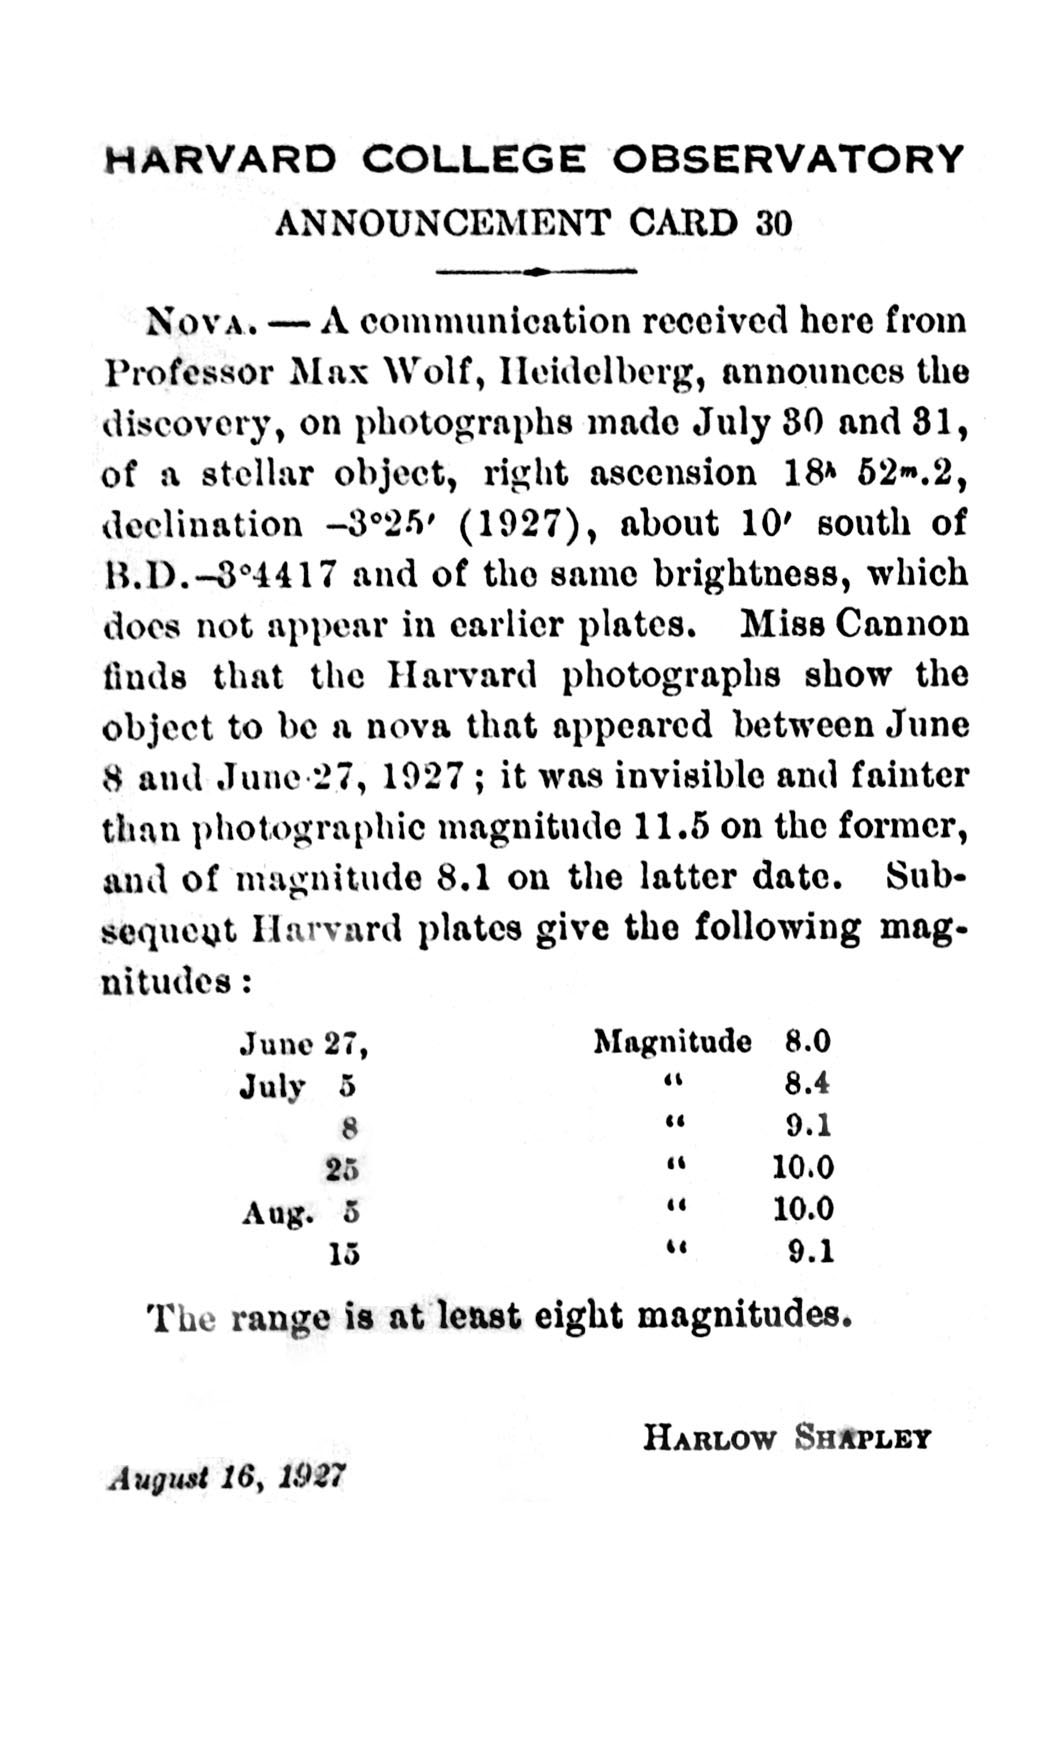 HARVARD COLLEGE OBSERVATORY
ANNOUNCEMENT CARD 30
NOVA. — A communication received here from
Professor Max Wolf, Heidelberg, announces the
discovery, on photographs made July 30 and 31,
of a stellar object, right ascension 18ʰ 52ᵐ.2,
declination –3°25′ (1927), about 10′ south of
B.D.–3°4417 and of the same brightness, which
does not appear in earlier plates. Miss Cannon
finds that the Harvard photographs show the
object to be a nova that appeared between June
8 and June 27, 1927; it was invisible and fainter
than photographic magnitude 11.5 on the former,
and of magnitude 8.1 on the latter date. Sub-
sequent Harvard plates give the following mag-
nitudes:
June 27, Magnitude 8.0
July 5 “ 8.4
8 “ 9.1
25 “ 10.0
Aug. 5 “ 10.0
15 “ 9.1
The range is at least eight magnitudes.
HARLOW SHAPLEY
August 16, 1927